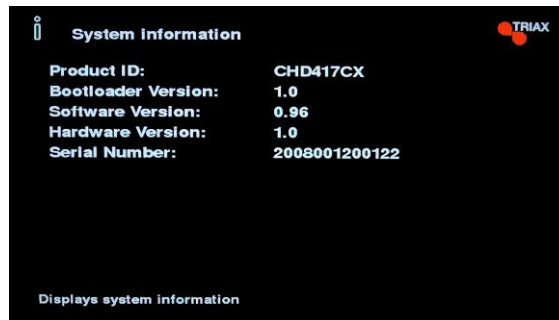 System information
TRIAX
Product ID: CHD417CX
Bootloader Version: 1.0
Software Version: 0.96
Hardware Version: 1.0
Serial Number: 2008001200122
Displays system information